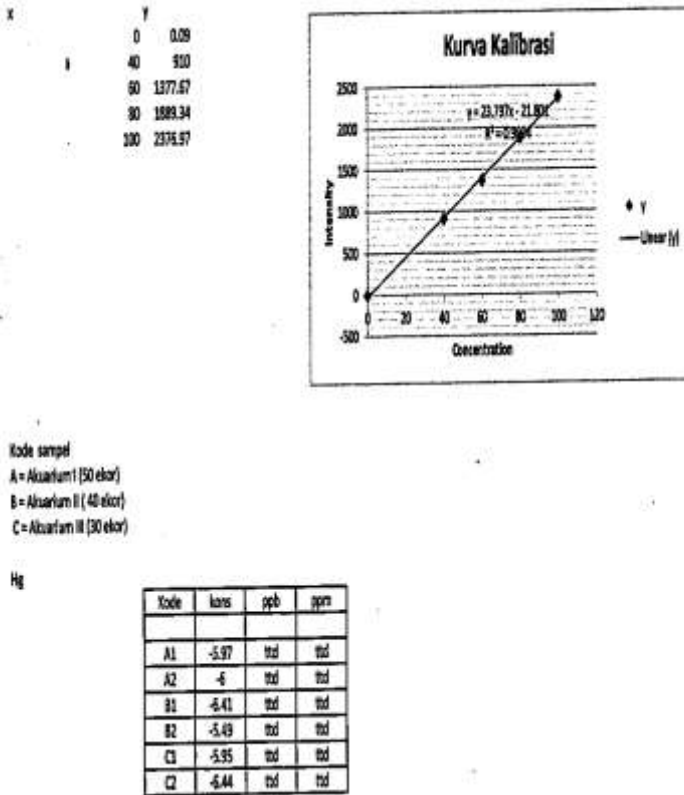 x y
0 0.09
40 910
60 1377.67
80 1889.34
100 2376.97
Kurva Kalibrasi
y = 23.797x - 21.801
Intensity
2500
2000
1500
1000
500
0
-500
0 20 40 60 80 100 120
Concentration
Y
Linear (y)
Kode sampel
A = Akuarium I (50 ekor)
B = Akuarium II ( 40 ekor)
C = Akuarium III (30 ekor)
Hg
Kode kons ppb ppm
A1 -5.97 ttd ttd
A2 -6 ttd ttd
B1 -6.41 ttd ttd
B2 -5.49 ttd ttd
C1 -5.95 ttd ttd
C2 -6.44 ttd ttd